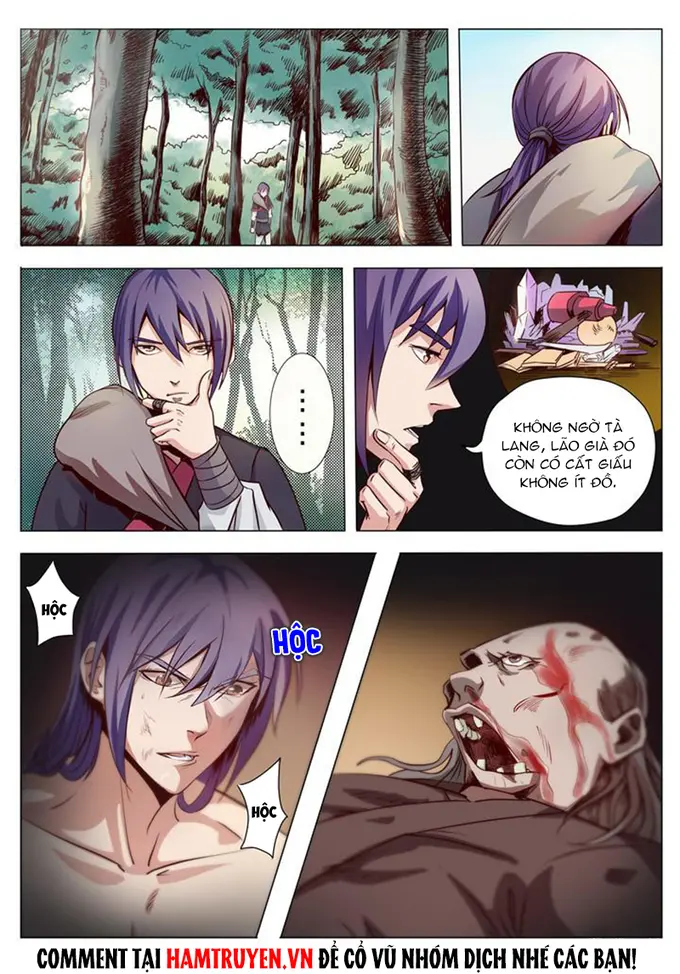 ......
KHÔNG NGỜ TÀ
LANG, LÃO GIÀ ĐÓ
CÒN CÓ CẤT GIẤU
KHÔNG ÍT ĐỒ.
HỘC
HỘC
HỘC
COMMENT TẠI HAMTRUYEN.VN ĐỂ CỔ VŨ NHÓM DỊCH NHÉ CÁC BẠN!